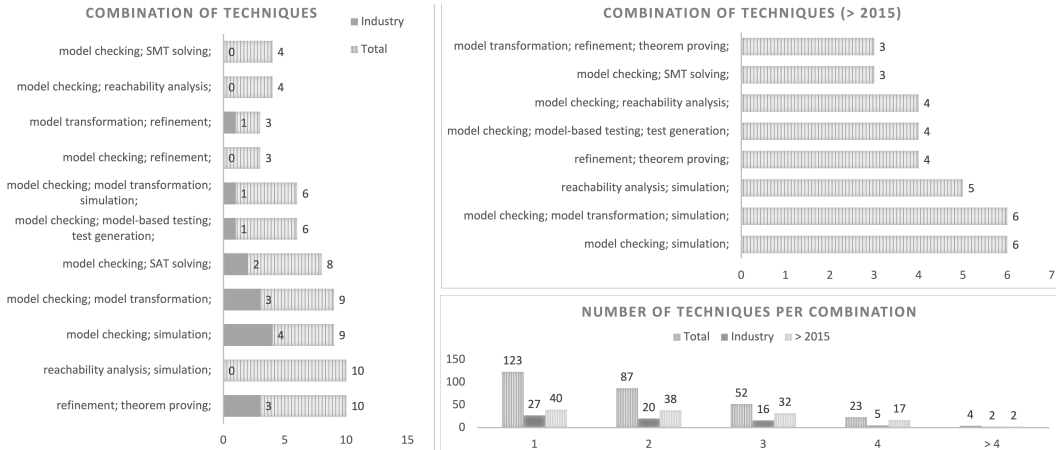 COMBINATION OF TECHNIQUES
Industry
Total
model checking; SMT solving; 0 4
model checking; reachability analysis; 0 4
model transformation; refinement; 1 3
model checking; refinement; 0 3
model checking; model transformation;
simulation; 1 6
model checking; model-based testing;
test generation; 1 6
model checking; SAT solving; 2 8
model checking; model transformation; 3 9
model checking; simulation; 4 9
reachability analysis; simulation; 0 10
refinement; theorem proving; 3 10
0 5 10 15
COMBINATION OF TECHNIQUES (> 2015)
model transformation; refinement; theorem proving; 3
model checking; SMT solving; 3
model checking; reachability analysis; 4
model checking; model-based testing; test generation; 4
refinement; theorem proving; 4
reachability analysis; simulation; 5
model checking; model transformation; simulation; 6
model checking; simulation; 6
0 1 2 3 4 5 6 7
NUMBER OF TECHNIQUES PER COMBINATION
Total Industry > 2015
150
100
50
0
123 27 40
87 20 38
52 16 32
23 5 17
4 2 2
1 2 3 4 > 4